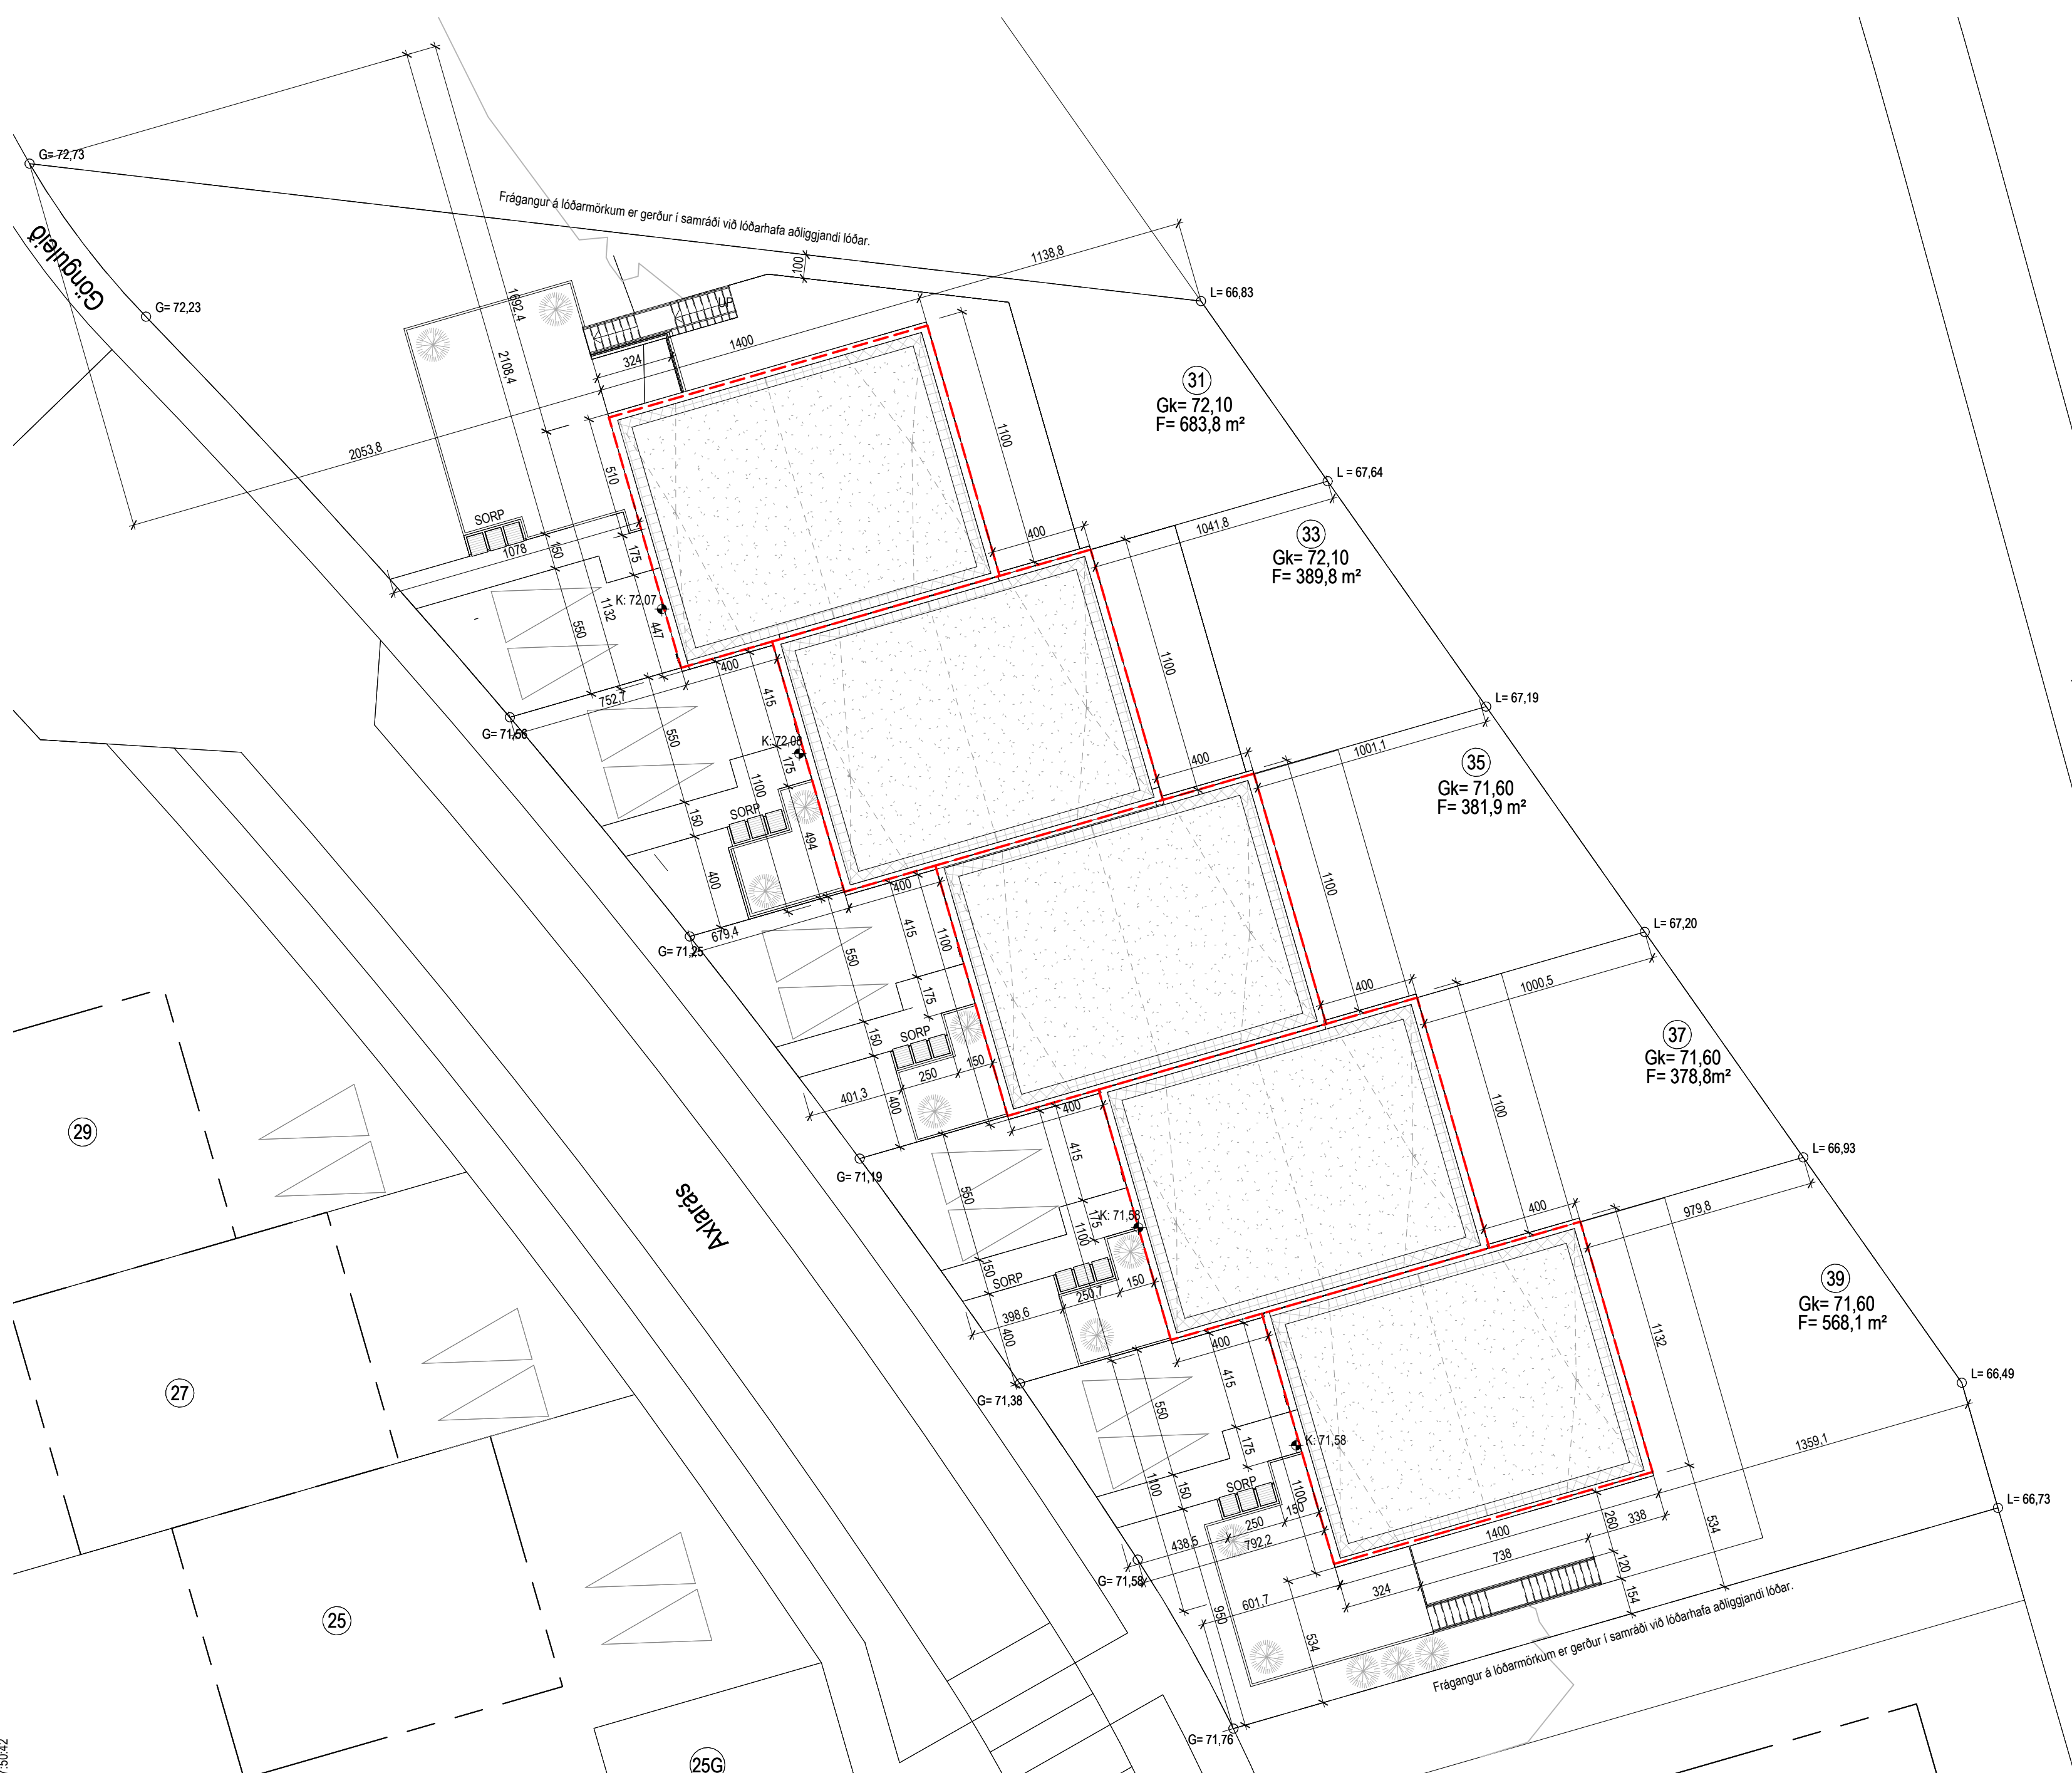 G= 72,73
Gönguleið
G= 72,23
Frágangur á lóðarmörkum er gerður í samráði við lóðarhafa aðliggjandi lóðar.
100
1138,8
L= 66,83
1692,4
2108,4
UP
324
1400
2053,8
510
1100
31
Gk= 72,10
F= 683,8 m²
L = 67,64
SORP
1078
150
175
400
1041,8
33
Gk= 72,10
F= 389,8 m²
K: 72,07
1132
550
447
400
752,7
G= 71,56
415
1100
L= 67,19
550
K: 72,08
175
1100
400
1001,1
35
Gk= 71,60
F= 381,9 m²
150
SORP
494
400
400
679,4
G= 71,25
415
1100
1100
L= 67,20
550
175
400
1000,5
150
SORP
250
150
401,3
400
37
Gk= 71,60
F= 378,8m²
400
G= 71,19
415
1100
L= 66,93
550
175
K: 71,58
1100
400
979,8
150
SORP
250,7
150
398,6
400
39
Gk= 71,60
F= 568,1 m²
400
G= 71,38
415
1132
L= 66,49
550
K: 71,58
175
1359,1
1100
150
SORP
1100
150
250
438,5
792,2
L= 66,73
1400
260
338
534
738
120
154
324
G= 71,58
601,7
950
534
Frágangur á lóðarmörkum er gerður í samráði við lóðarhafa aðliggjandi lóðar.
G= 71,76
Axlarás
29
27
25
25G